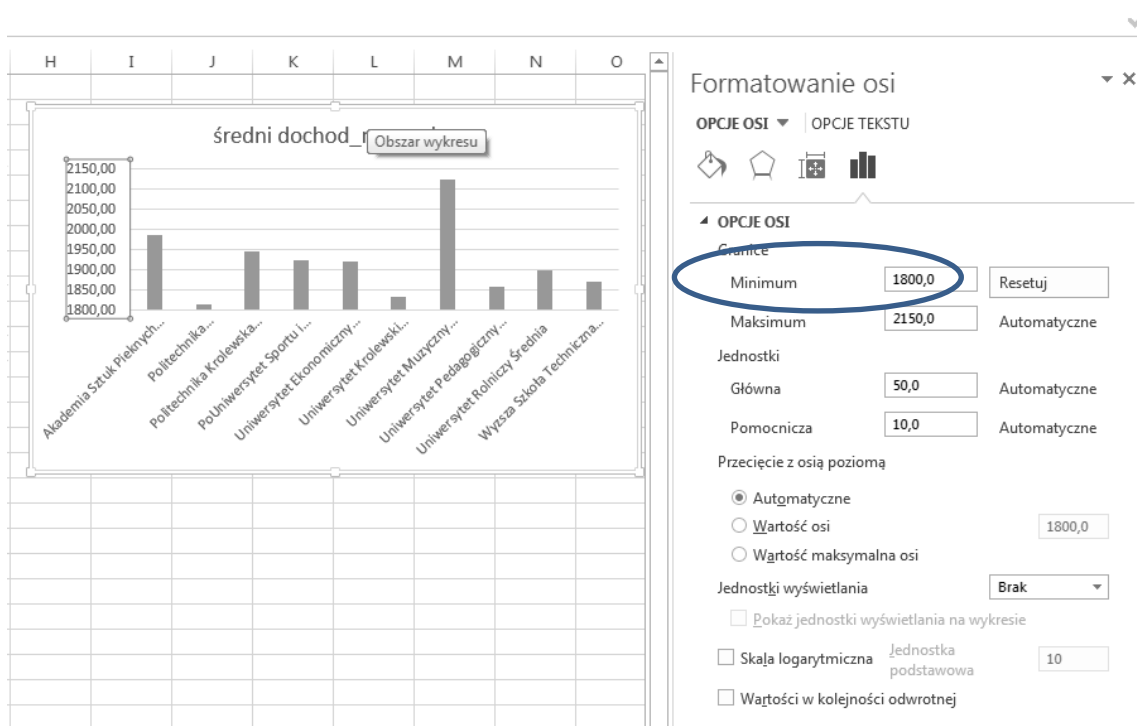 H I J K L M N O
średni dochod_r
Obszar wykresu
2150,00
2100,00
2050,00
2000,00
1950,00
1900,00
1850,00
1800,00
Akademia Sztuk Pieknych...
Politechnika...
Politechnika Krolewska...
PoUniwersytet Sportu i...
Uniwersytet Ekonomiczny...
Uniwersytet Krolewski...
Uniwersytet Muzyczny...
Uniwersytet Pedagogiczny...
Uniwersytet Rolniczy Średnia
Wyzsza Szkoła Techniczna...
Formatowanie osi
OPCJE OSI OPCJE TEKSTU
OPCJE OSI
Granice
Minimum 1800,0 Resetuj
Maksimum 2150,0 Automatyczne
Jednostki
Główna 50,0 Automatyczne
Pomocnicza 10,0 Automatyczne
Przecięcie z osią poziomą
Automatyczne
Wartość osi 1800,0
Wartość maksymalna osi
Jednostki wyświetlania Brak
Pokaż jednostki wyświetlania na wykresie
Skala logarytmiczna Jednostka podstawowa 10
Wartości w kolejności odwrotnej